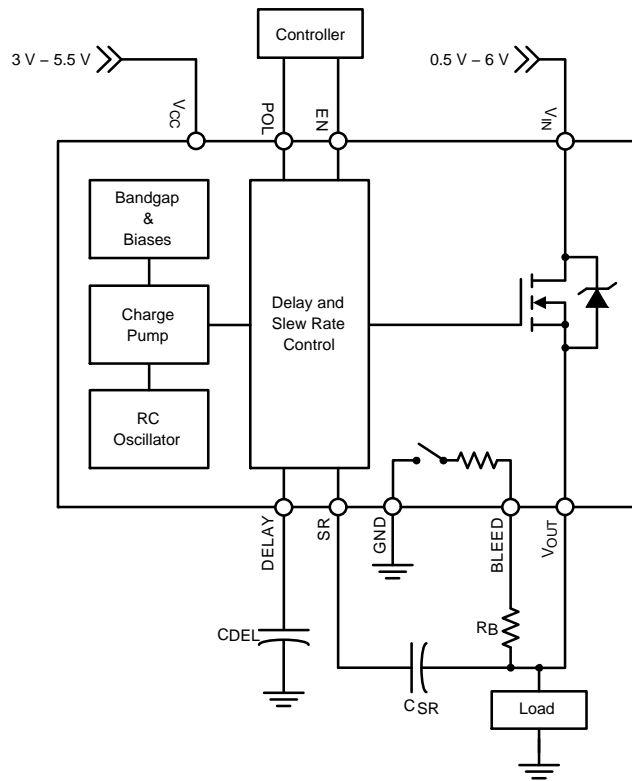 Controller
3 V – 5.5 V
0.5 V – 6 V
VCC
POL
EN
VIN
Bandgap
&
Biases
Charge
Pump
RC
Oscillator
Delay and
Slew Rate
Control
DELAY
SR
GND
BLEED
VOUT
CDEL
RB
CSR
Load